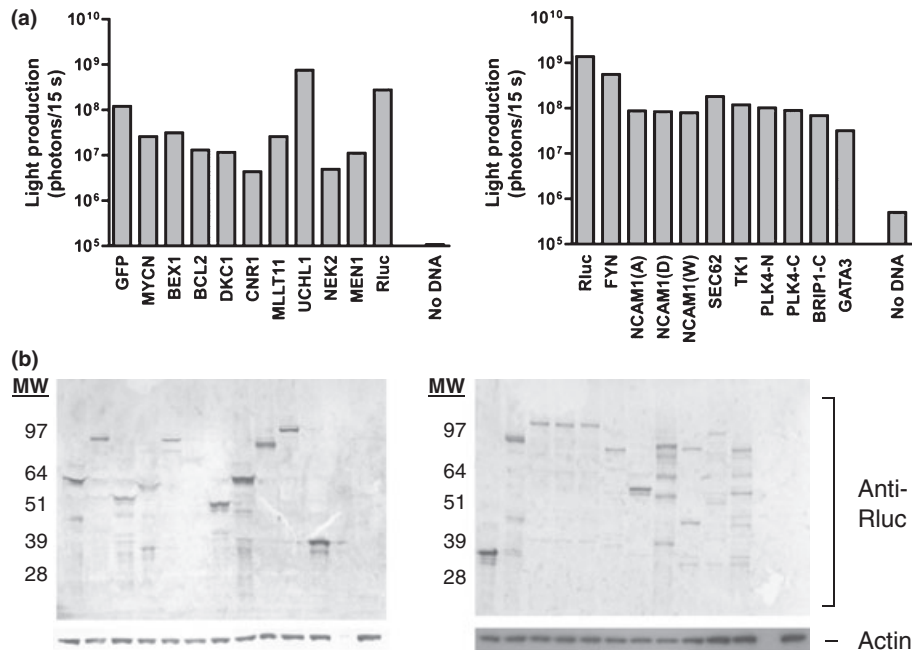 (a)
Light production
(photons/15 s)
10^10
10^9
10^8
10^7
10^6
10^5
GFP
MYCN
BEX1
BCL2
DKC1
CNR1
MLLT11
UCHL1
NEK2
MEN1
Rluc
No DNA
Light production
(photons/15 s)
10^10
10^9
10^8
10^7
10^6
10^5
Rluc
FYN
NCAM1(A)
NCAM1(D)
NCAM1(W)
SEC62
TK1
PLK4-N
PLK4-C
BRIP1-C
GATA3
No DNA
(b)
MW
97
64
51
39
28
MW
97
64
51
39
28
Anti-
Rluc
Actin